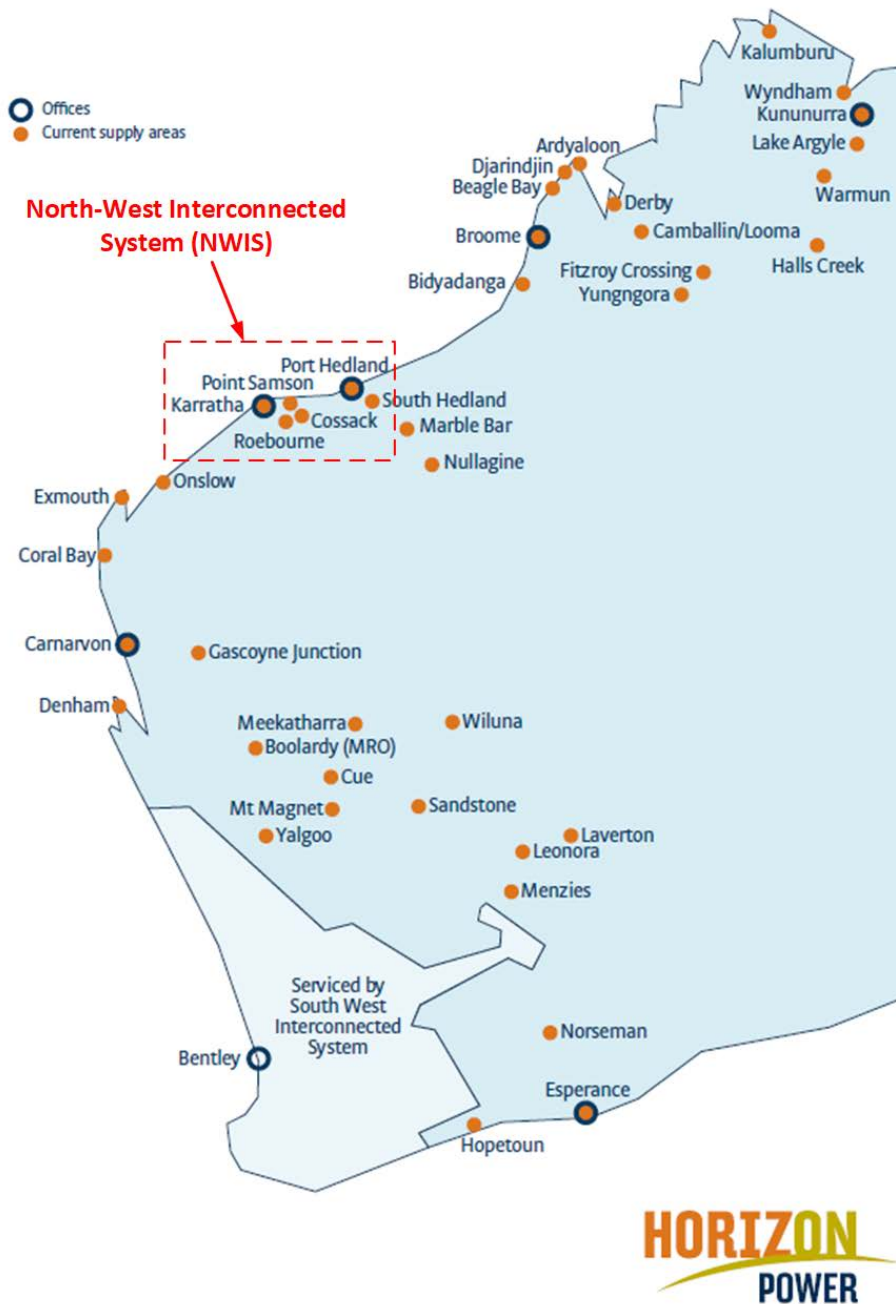 Kalumburu
Wyndham
Kununurra
Offices
Current supply areas
Ardyaloon
Lake Argyle
Djarindjin
Beagle Bay
Warmun
North-West Interconnected
System (NWIS)
Derby
Broome
Camballin/Looma
Halls Creek
Fitzroy Crossing
Bidyadanga
Yungngora
Port Hedland
Point Samson
Karratha
South Hedland
Cossack
Marble Bar
Roebourne
Nullagine
Onslow
Exmouth
Coral Bay
Carnarvon
Gascoyne Junction
Denham
Meekatharra
Wiluna
Boolardy (MRO)
Cue
Mt Magnet
Sandstone
Yalgoo
Laverton
Leonora
Menzies
Serviced by
South West
Interconnected
System
Norseman
Bentley
Esperance
Hopetoun
HORIZON
POWER